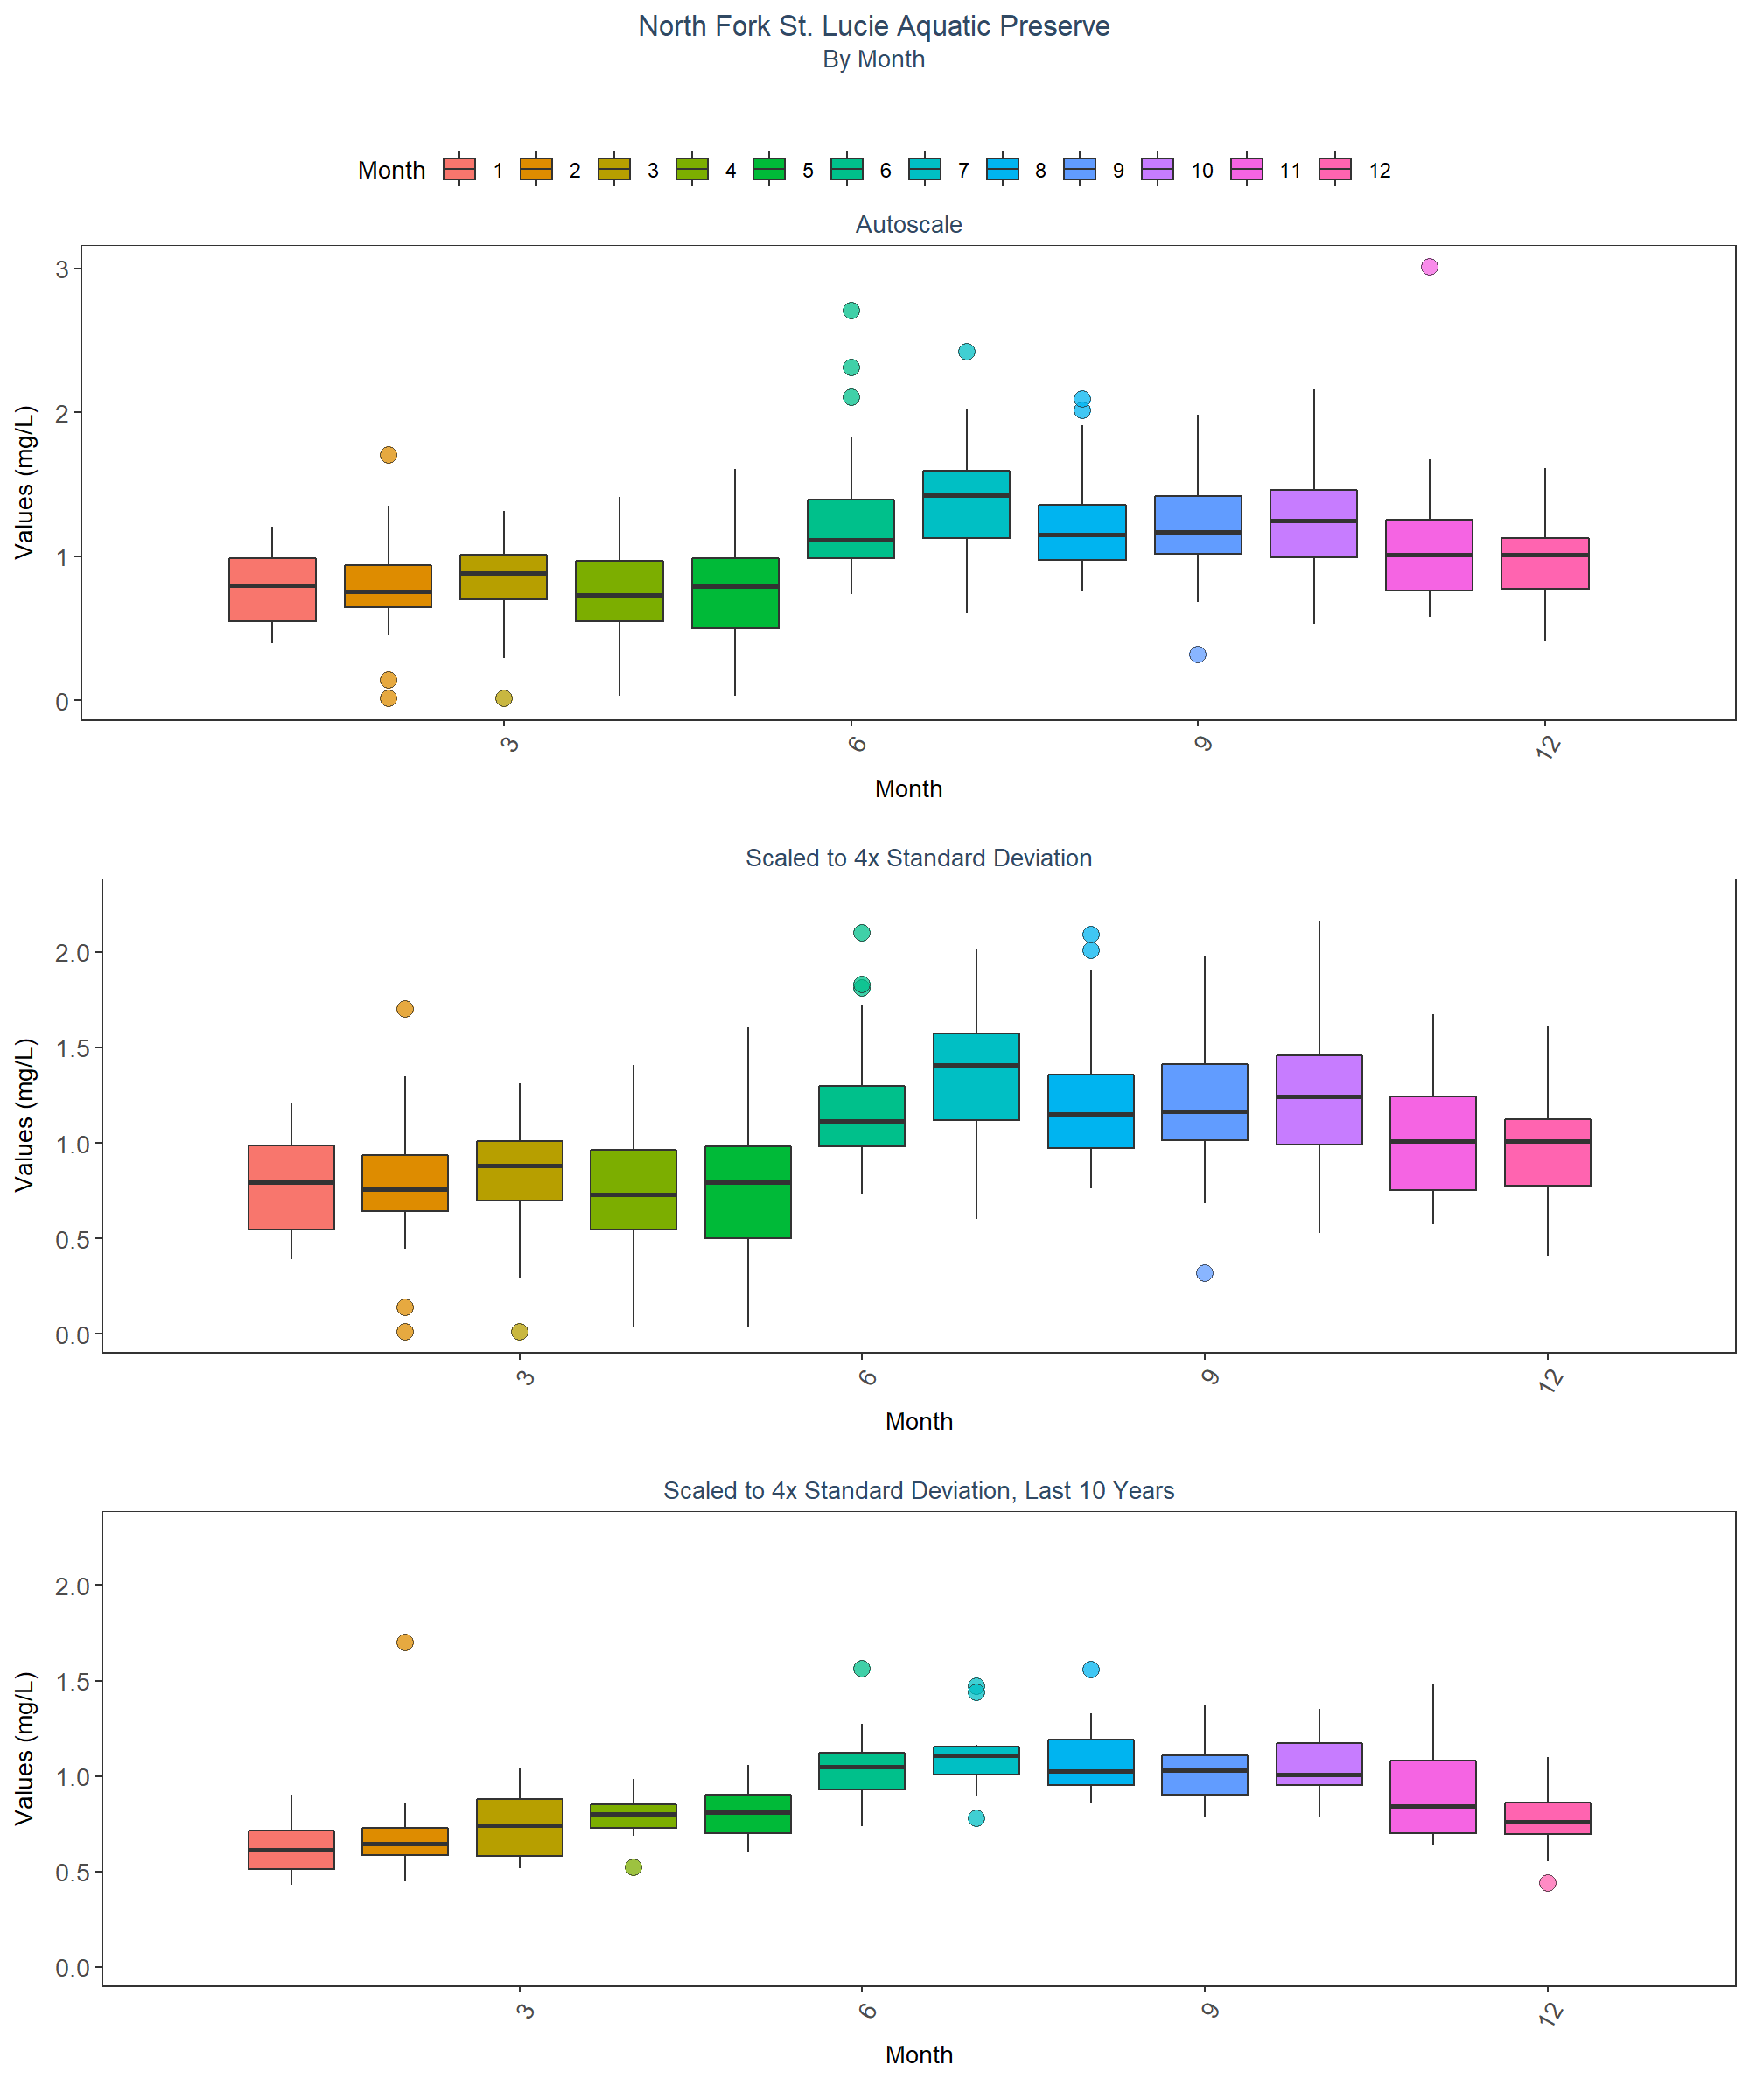 North Fork St. Lucie Aquatic Preserve
By Month
Month 1 2 3 4 5 6 7 8 9 10 11 12
Autoscale
Values (mg/L)
3
2
1
0
3 6 9 12
Month
Scaled to 4x Standard Deviation
Values (mg/L)
2.0
1.5
1.0
0.5
0.0
3 6 9 12
Month
Scaled to 4x Standard Deviation, Last 10 Years
Values (mg/L)
2.0
1.5
1.0
0.5
0.0
3 6 9 12
Month